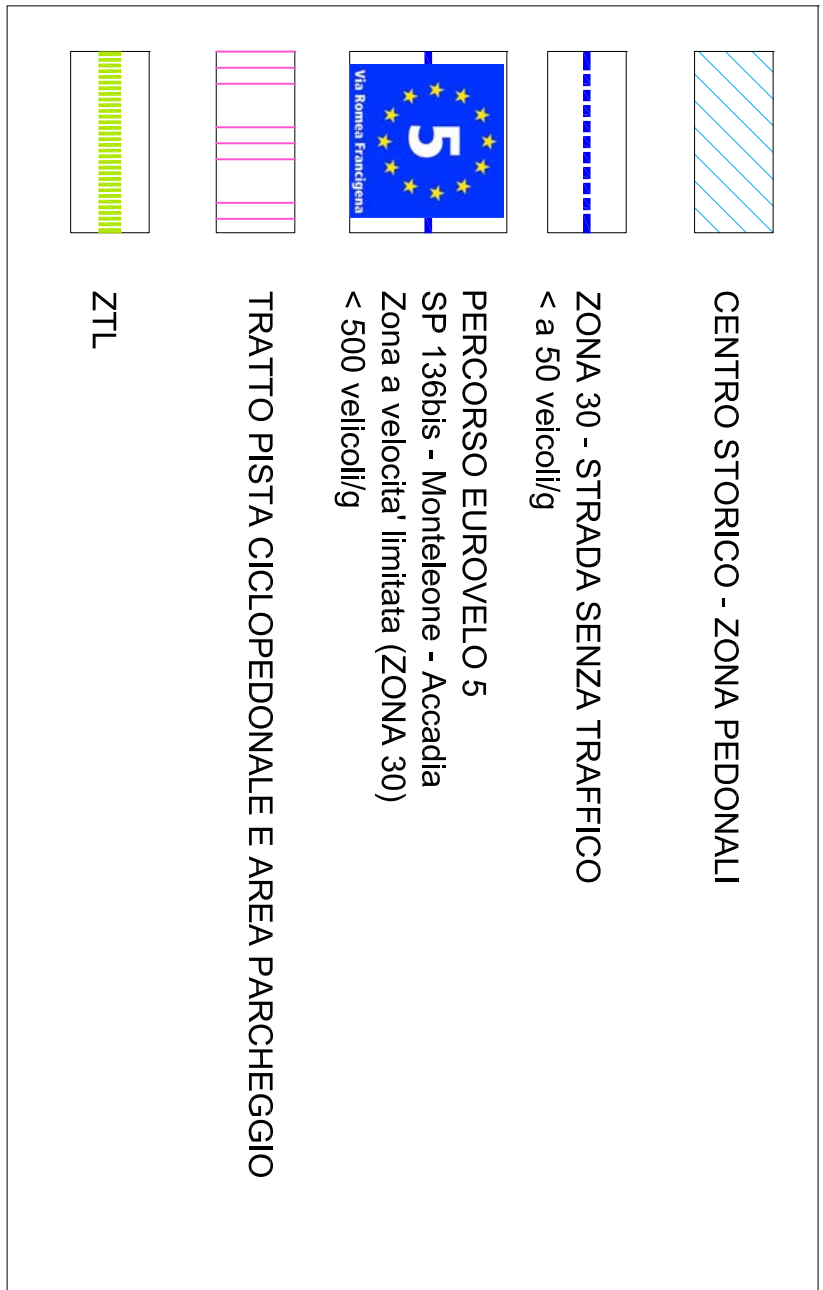 CENTRO STORICO - ZONA PEDONALI
ZONA 30 - STRADA SENZA TRAFFICO
< a 50 veicoli/g
5
Via Romea Francigena
PERCORSO EUROVELO 5
SP 136bis - Monteleone - Accadia
Zona a velocita' limitata (ZONA 30)
< 500 velicoli/g
TRATTO PISTA CICLOPEDONALE E AREA PARCHEGGIO
ZTL